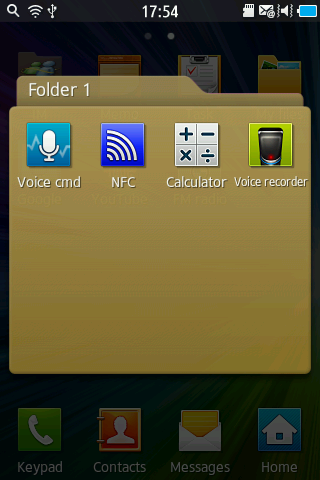 17:54
Folder 1
Voice cmd
NFC
Calculator
Voice recorder
Keypad
Contacts
Messages
Home